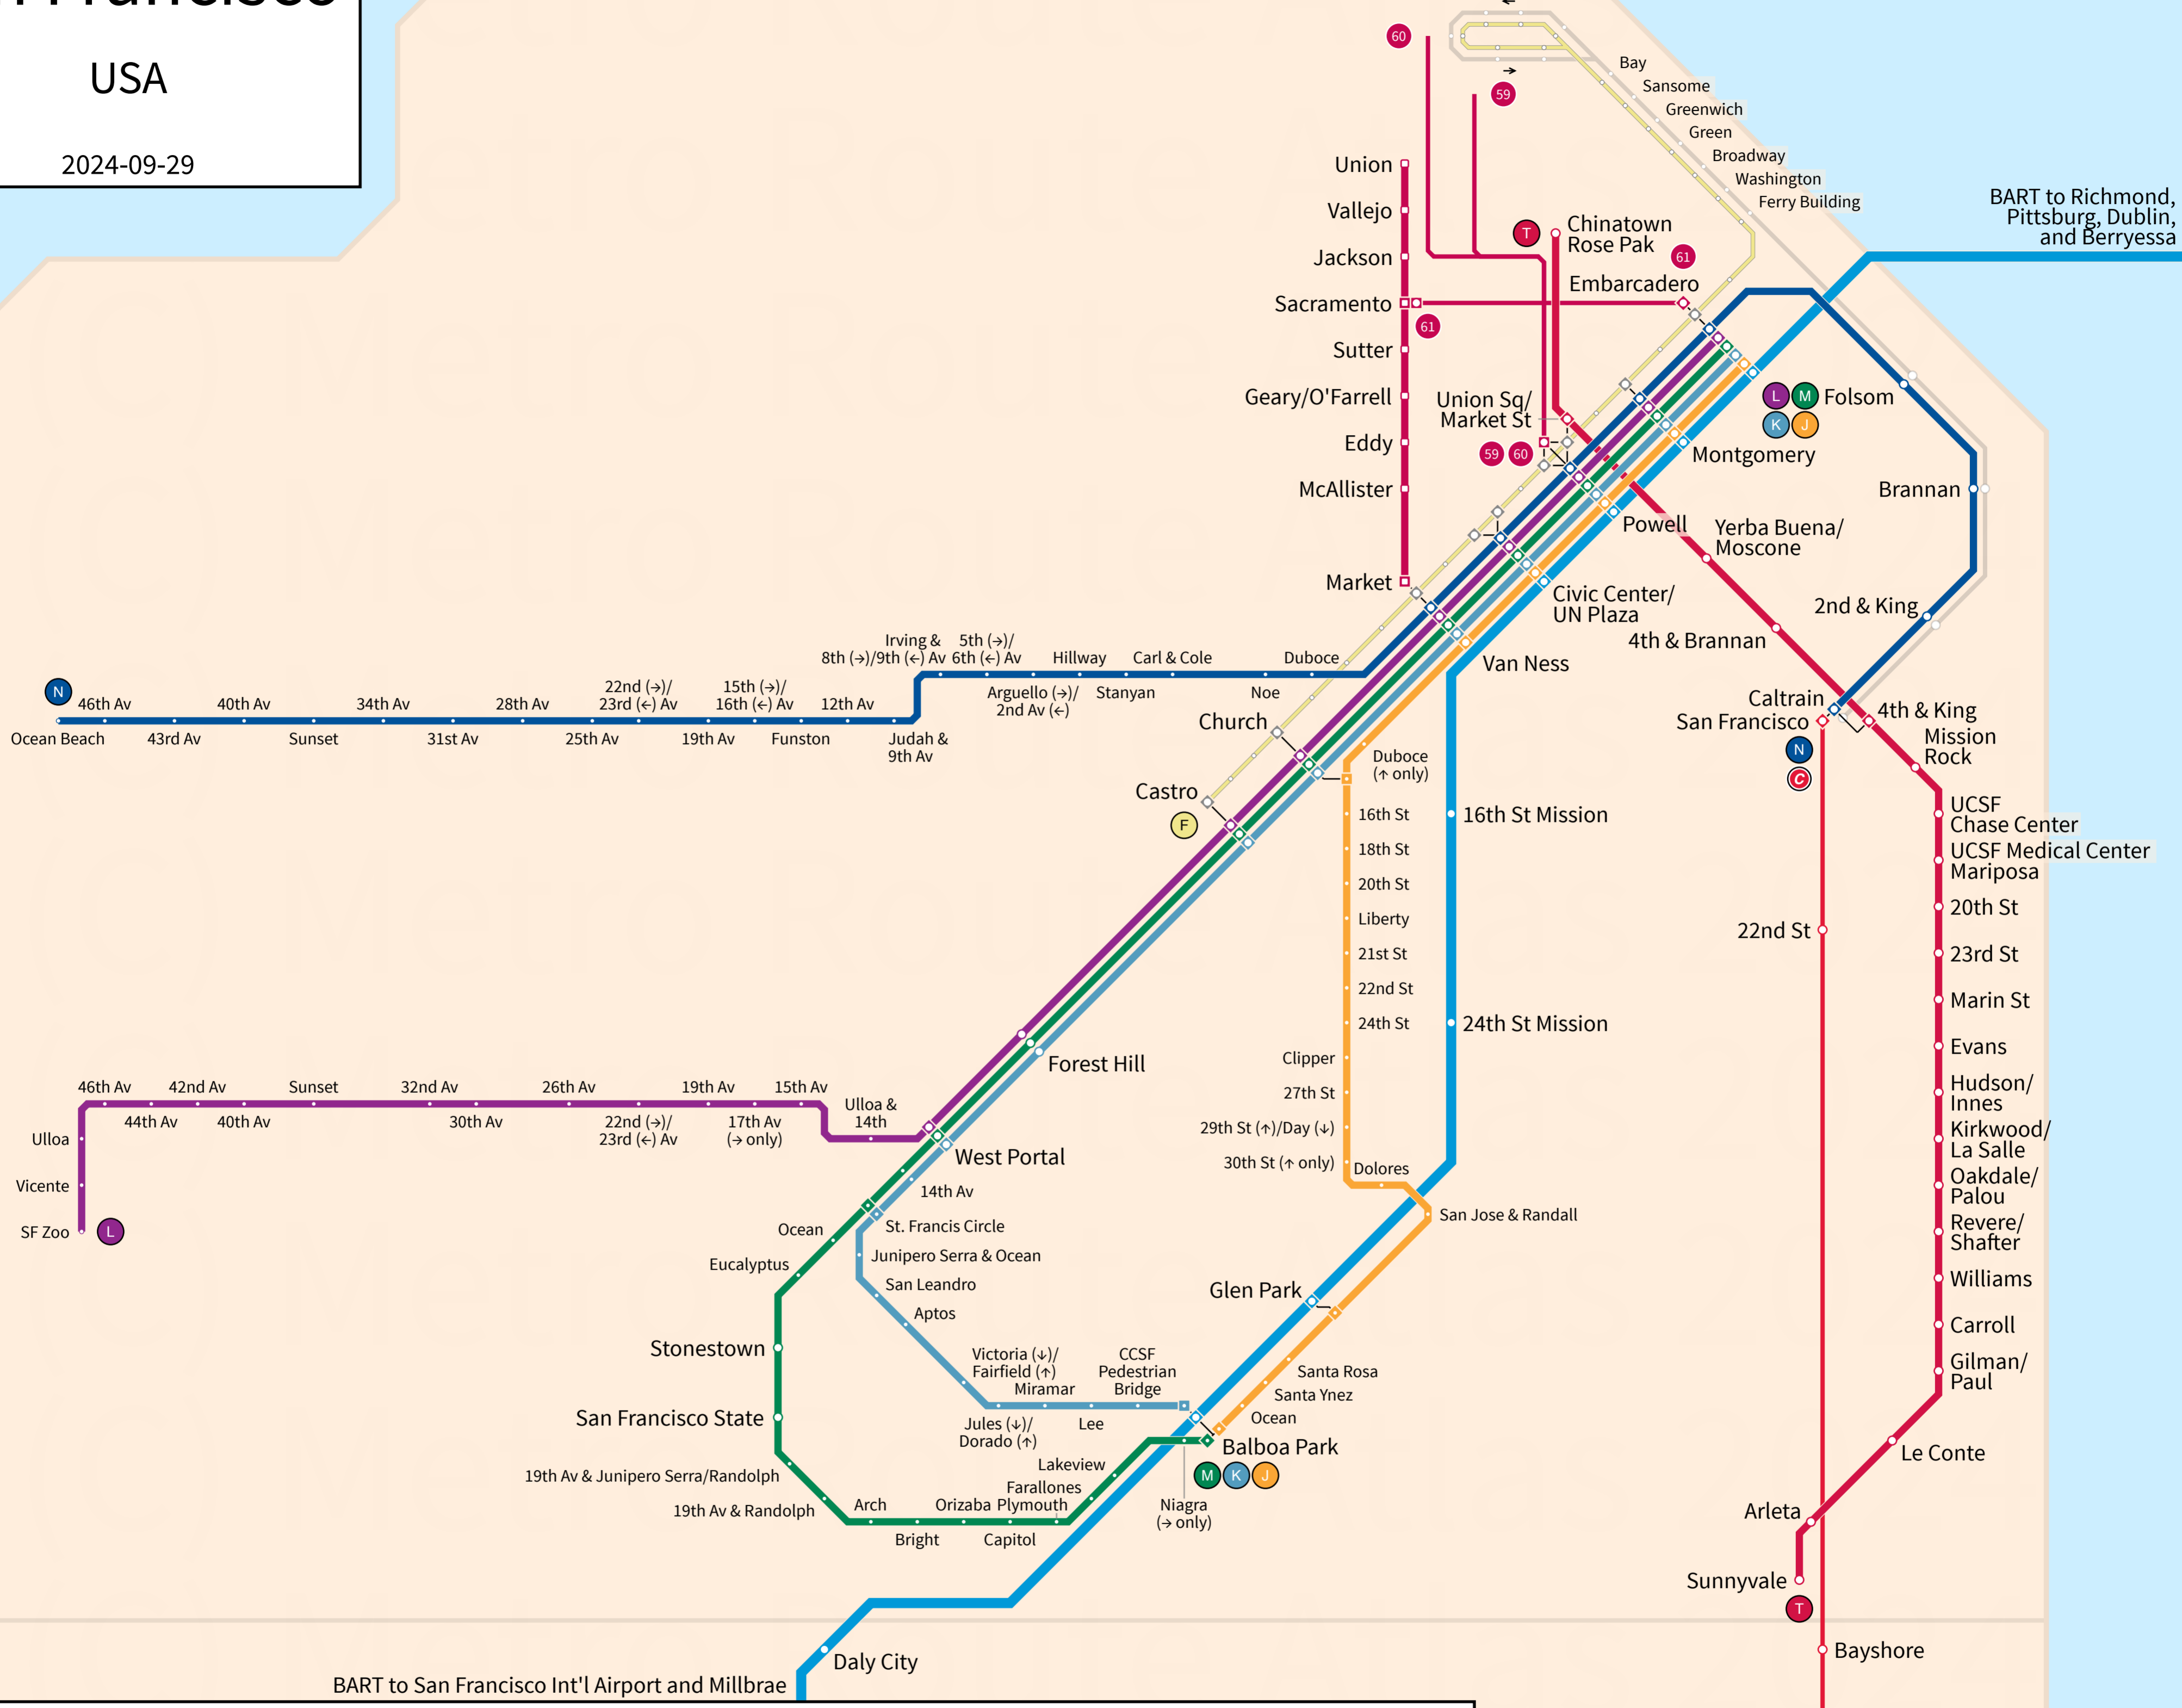 USA
2024-09-29
60
59
Bay
Sansome
Greenwich
Green
Broadway
Washington
Ferry Building
BART to Richmond,
Pittsburg, Dublin,
and Berryessa
Union
Vallejo
Jackson
Sacramento
Sutter
Geary/O'Farrell
Eddy
McAllister
Market
T
Chinatown
Rose Pak
61
Embarcadero
61
Union Sq/
Market St
59
60
L
M
K
J
Folsom
Montgomery
Brannan
Powell
Yerba Buena/
Moscone
Civic Center/
UN Plaza
2nd & King
4th & Brannan
Van Ness
Caltrain
San Francisco
4th & King
N
C
Mission
Rock
N
46th Av
40th Av
34th Av
28th Av
22nd (→)/
23rd (←) Av
15th (→)/
16th (←) Av
12th Av
Irving &
8th (→)/9th (←) Av
5th (→)/
6th (←) Av
Hillway
Carl & Cole
Duboce
Ocean Beach
43rd Av
Sunset
31st Av
25th Av
19th Av
Funston
Judah &
9th Av
Arguello (→)/
2nd Av (←)
Stanyan
Noe
Church
Castro
F
Duboce
(↑ only)
16th St
18th St
20th St
Liberty
21st St
22nd St
24th St
Clipper
27th St
29th St (↑)/Day (↓)
30th St (↑ only)
Dolores
San Jose & Randall
16th St Mission
24th St Mission
UCSF
Chase Center
UCSF Medical Center
Mariposa
20th St
22nd St
23rd St
Marin St
Evans
Hudson/
Innes
Kirkwood/
La Salle
Oakdale/
Palou
Revere/
Shafter
Williams
Carroll
Gilman/
Paul
Le Conte
Arleta
Sunnyvale
T
Bayshore
Forest Hill
West Portal
46th Av
42nd Av
Sunset
32nd Av
26th Av
19th Av
15th Av
Ulloa &
14th
44th Av
40th Av
30th Av
22nd (→)/
23rd (←) Av
17th Av
(→ only)
Ulloa
Vicente
SF Zoo
L
14th Av
St. Francis Circle
Junipero Serra & Ocean
San Leandro
Aptos
Ocean
Eucalyptus
Stonestown
San Francisco State
19th Av & Junipero Serra/Randolph
19th Av & Randolph
Victoria (↓)/
Fairfield (↑)
Miramar
CCSF
Pedestrian
Bridge
Jules (↓)/
Dorado (↑)
Lee
Glen Park
Santa Rosa
Santa Ynez
Ocean
Balboa Park
M
K
J
Lakeview
Farallones
Arch
Orizaba
Plymouth
Bright
Capitol
Niagra
(→ only)
Daly City
BART to San Francisco Int'l Airport and Millbrae